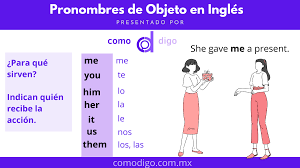 Pronombres de Objeto en Inglés
PRESENTADO POR
como d digo
¿Para qué
sirven?
Indican quién
recibe la
acción.
me me
you te
him lo
her la
it le
us nos
them los, las
She gave me a present.
comodigo.com.mx